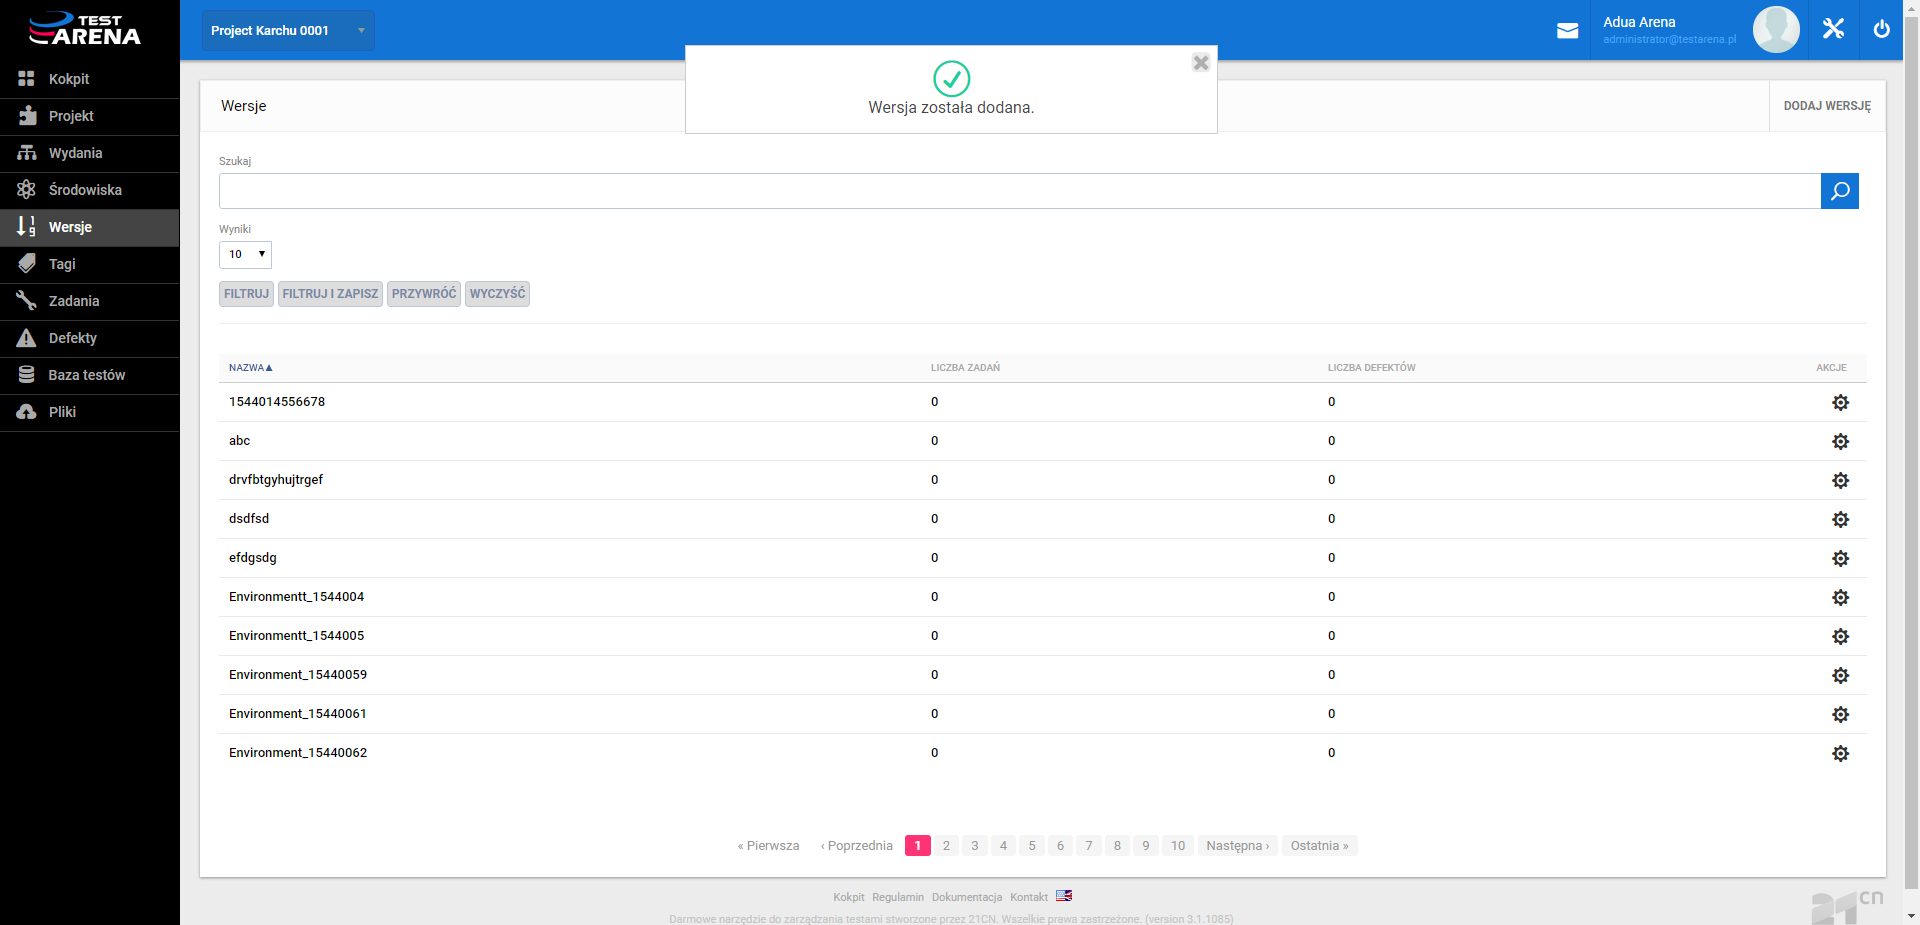 TEST
ARENA
Project Karchu 0001
Adua Arena
administrator@testarena.pl
Kokpit
Projekt
Wydania
Środowiska
Wersje
Tagi
Zadania
Defekty
Baza testów
Pliki
Wersja została dodana.
Wersje
DODAJ WERSJĘ
Szukaj
Wyniki
10
FILTRUJ FILTRUJ I ZAPISZ PRZYWRÓĆ WYCZYŚĆ
NAZWA▲ LICZBA ZADAŃ LICZBA DEFEKTÓW AKCJE
1544014556678 0 0
abc 0 0
drvfbtgyhujtrgef 0 0
dsdfsd 0 0
efdgsdg 0 0
Environmentt_1544004 0 0
Environmentt_1544005 0 0
Environment_15440059 0 0
Environment_15440061 0 0
Environment_15440062 0 0
« Pierwsza ‹ Poprzednia 1 2 3 4 5 6 7 8 9 10 Następna › Ostatnia »
Kokpit Regulamin Dokumentacja Kontakt
Darmowe narzędzie do zarządzania testami stworzone przez 21CN. Wszelkie prawa zastrzeżone. (version 3.1.1085)
21cn